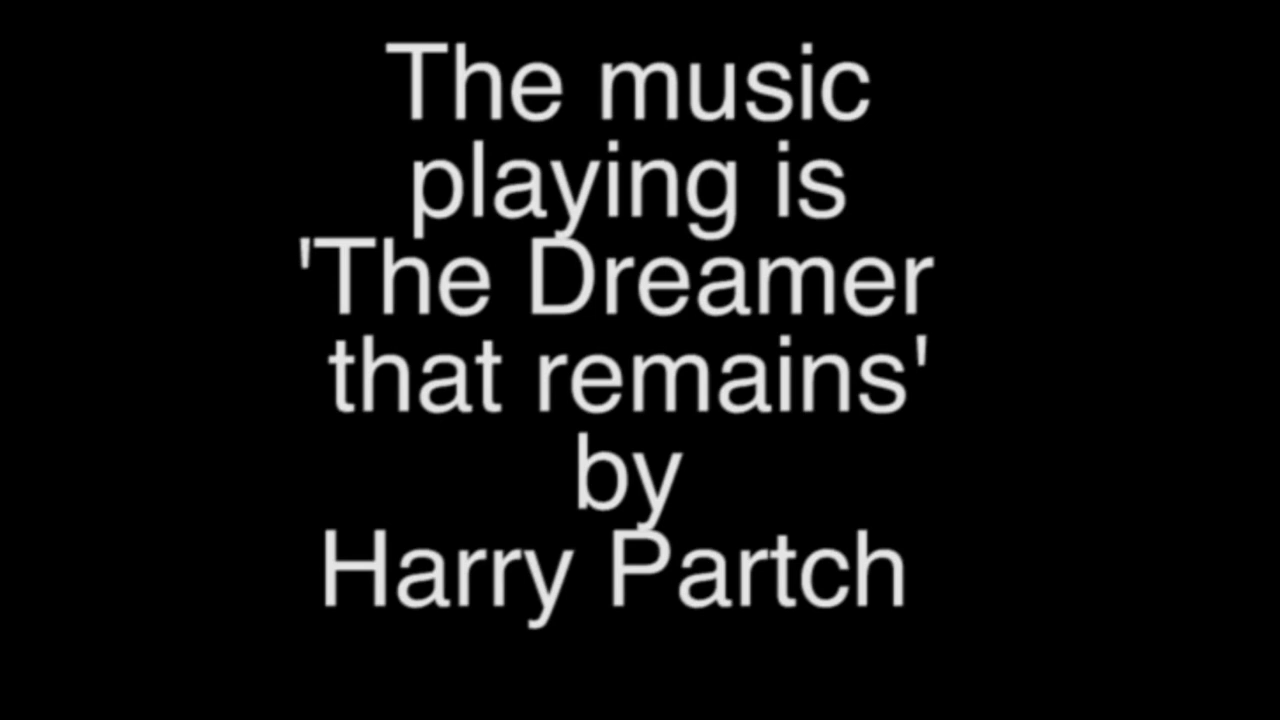 The music
playing is
'The Dreamer
that remains'
by
Harry Partch